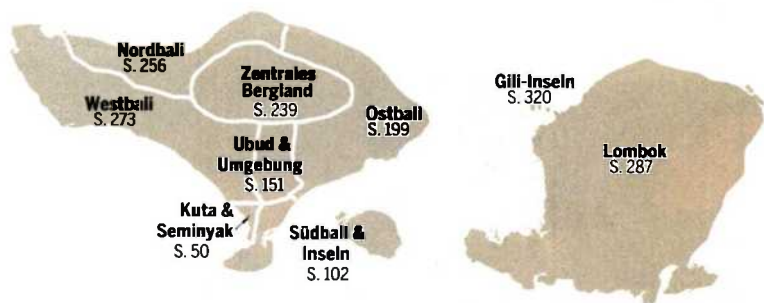 Nordbali
S. 256
Zentrales
Bergland
S. 239
Westbali
S. 273
Ostbali
S. 199
Ubud &
Umgebung
S. 151
Kuta &
Seminyak
S. 50
Südbali &
Inseln
S. 102
Gili-Inseln
S. 320
Lombok
S. 287